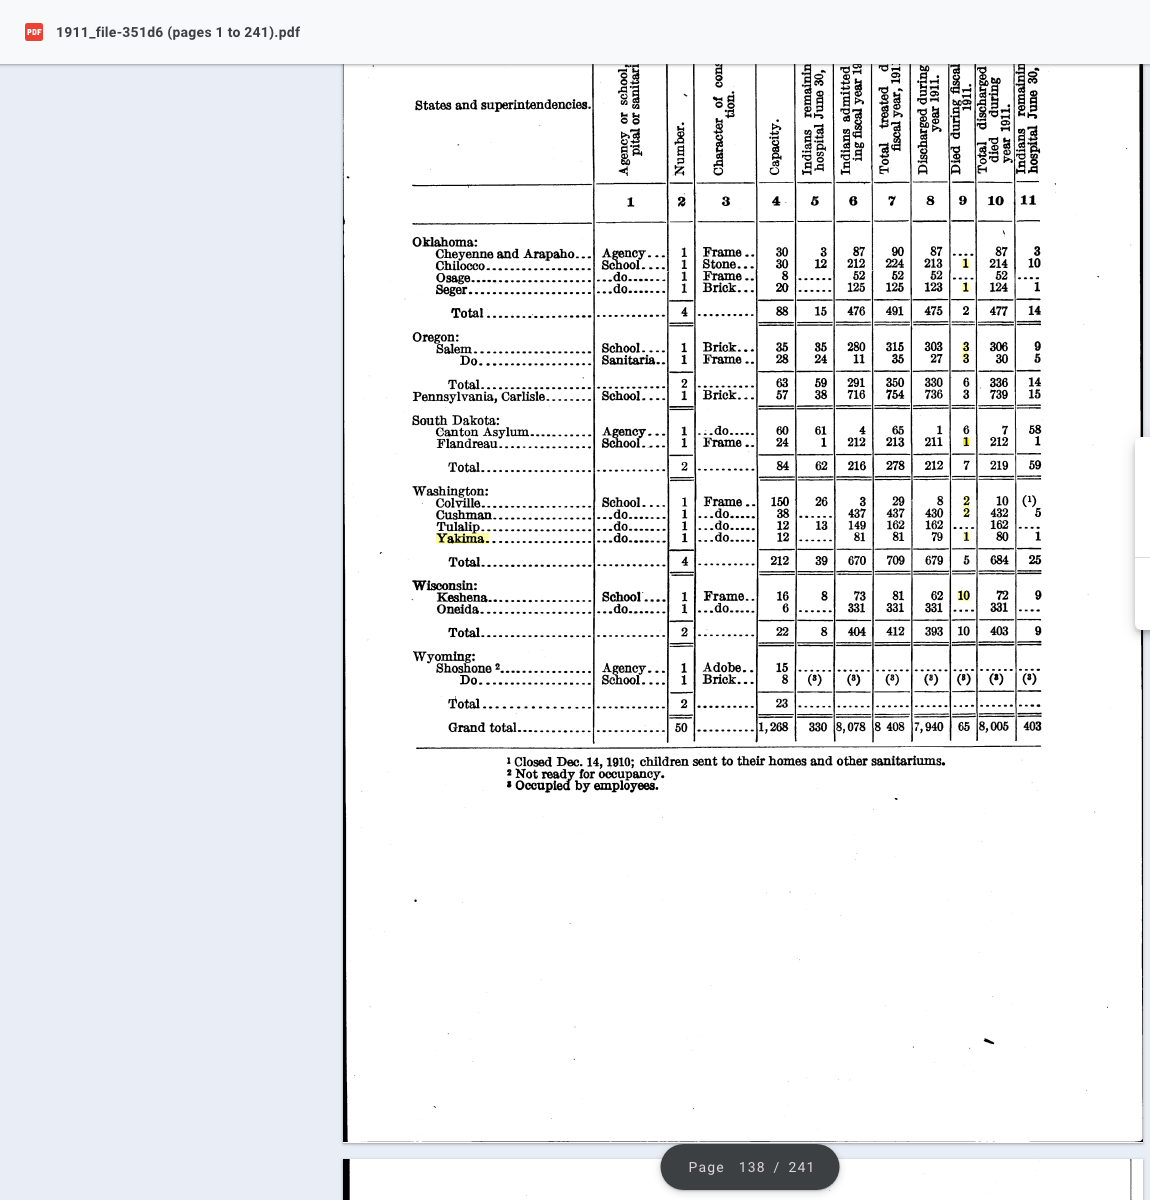 1911_file-351d6 (pages 1 to 241).pdf
States and superintendencies.
Agency or school,
pital or sanitari
Number.
Character of cons
tion.
Capacity.
Indians remainin
hospital June 30,
Indians admitted
ing fiscal year 19
Total treated d
fiscal year, 191
Discharged during
year 1911.
Died during fiscal
1911.
Total discharged
died during
year 1911.
Indians remainin
hospital June 30,
1 2 3 4 5 6 7 8 9 10 11
Oklahoma:
Cheyenne and Arapaho... Agency... 1 Frame.. 30 3 87 90 87 .... 87 3
Chilocco.................. School.... 1 Stone... 30 12 212 224 213 1 214 10
Osage..................... ...do....... 1 Frame.. 8 ...... 52 52 52 .... 52 ....
Seger..................... ...do....... 1 Brick... 20 ...... 125 125 123 1 124 1
Total .................. ............ 4 .......... 88 15 476 491 475 2 477 14
Oregon:
Salem..................... School.... 1 Brick... 35 35 280 315 303 3 306 9
Do.................... Sanitaria.. 1 Frame.. 28 24 11 35 27 3 30 5
Total.................. ............ 2 .......... 63 59 291 350 330 6 336 14
Pennsylvania, Carlisle....... School.... 1 Brick... 57 38 716 754 736 3 739 15
South Dakota:
Canton Asylum.......... Agency... 1 ...do..... 60 61 4 65 1 6 7 58
Flandreau................ School.... 1 Frame.. 24 1 212 213 211 1 212 1
Total.................. ............ 2 .......... 84 62 216 278 212 7 219 59
Washington:
Colville.................. School.... 1 Frame.. 150 26 3 29 8 2 10 (1)
Cushman................ ...do....... 1 ...do..... 38 ...... 437 437 430 2 432 5
Tulalip................... ...do....... 1 ...do..... 12 13 149 162 162 .... 162 ....
Yakima.................. ...do....... 1 ...do..... 12 ...... 81 81 79 1 80 1
Total.................. ............ 4 .......... 212 39 670 709 679 5 684 25
Wisconsin:
Keshena................. School.... 1 Frame.. 16 8 73 81 62 10 72 9
Oneida................... ...do....... 1 ...do..... 6 ...... 331 331 331 .... 331 ....
Total.................. ............ 2 .......... 22 8 404 412 393 10 403 9
Wyoming:
Shoshone 2............... Agency... 1 Adobe.. 15 ...... ...... ...... ...... .... ...... ....
Do.................... School.... 1 Brick... 8 (3) (3) (3) (3) (3) (3) (3)
Total .................. ............ 2 .......... 23 ...... ...... ...... ...... .... ...... ....
Grand total............. ............ 50 .......... 1,268 330 8,078 8 408 7,940 65 8,005 403
1 Closed Dec. 14, 1910; children sent to their homes and other sanitariums.
2 Not ready for occupancy.
3 Occupied by employees.
Page 138 / 241